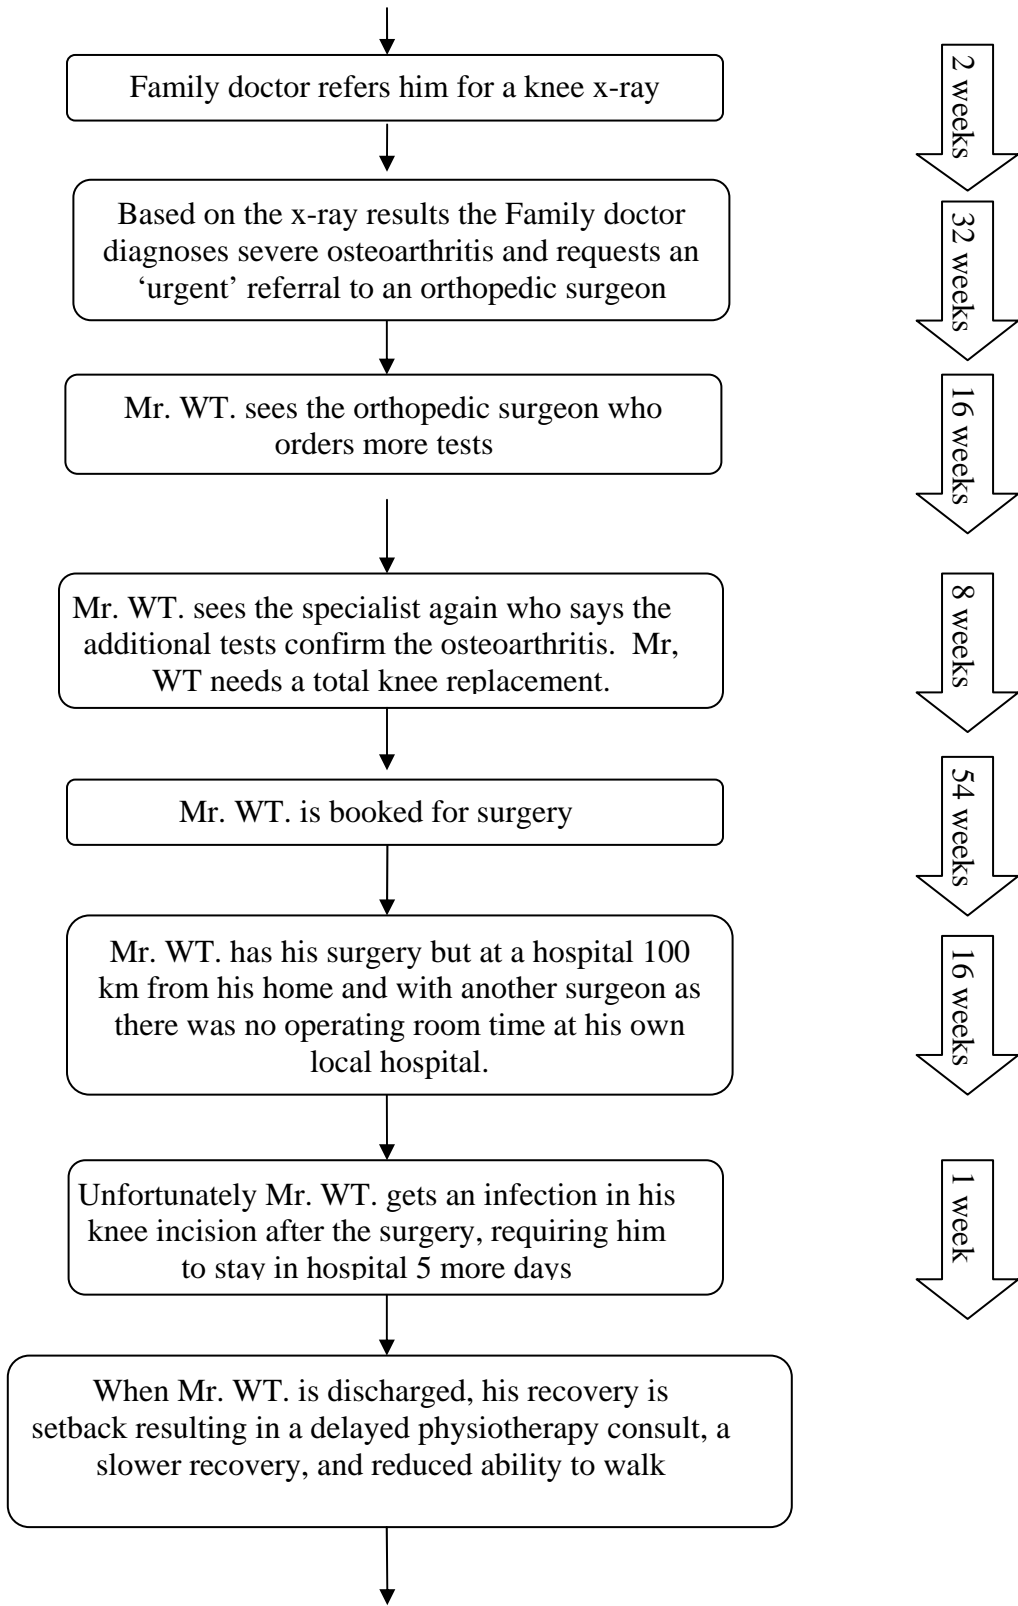 Family doctor refers him for a knee x-ray
2 weeks
Based on the x-ray results the Family doctor
diagnoses severe osteoarthritis and requests an
‘urgent’ referral to an orthopedic surgeon
32 weeks
Mr. WT. sees the orthopedic surgeon who
orders more tests
16 weeks
Mr. WT. sees the specialist again who says the
additional tests confirm the osteoarthritis.  Mr,
WT needs a total knee replacement.
8 weeks
Mr. WT. is booked for surgery
54 weeks
Mr. WT. has his surgery but at a hospital 100
km from his home and with another surgeon as
there was no operating room time at his own
local hospital.
16 weeks
Unfortunately Mr. WT. gets an infection in his
knee incision after the surgery, requiring him
to stay in hospital 5 more days
1 week
When Mr. WT. is discharged, his recovery is
setback resulting in a delayed physiotherapy consult, a
slower recovery, and reduced ability to walk